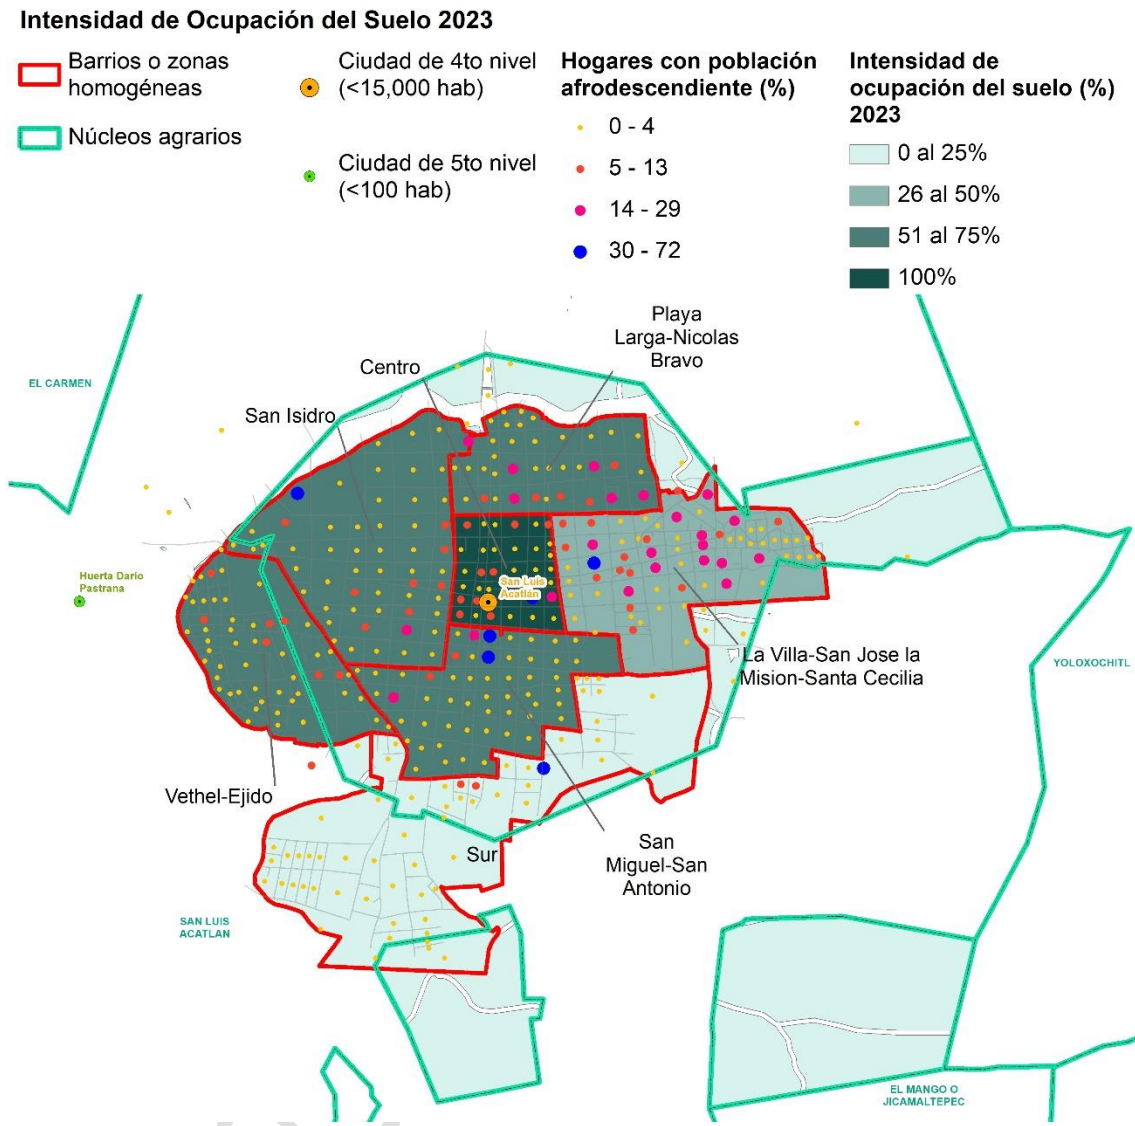 Intensidad de Ocupación del Suelo 2023
Barrios o zonas
homogéneas
Núcleos agrarios
Ciudad de 4to nivel
(<15,000 hab)
Ciudad de 5to nivel
(<100 hab)
Hogares con población
afrodescendiente (%)
0 - 4
5 - 13
14 - 29
30 - 72
Intensidad de
ocupación del suelo (%)
2023
0 al 25%
26 al 50%
51 al 75%
100%
Playa
Larga-Nicolas
Bravo
Centro
EL CARMEN
San Isidro
Huerta Dario
Pastrana
San Luis
Acatlán
La Villa-San Jose la
Mision-Santa Cecilia
YOLOXOCHITL
Vethel-Ejido
Sur
San
Miguel-San
Antonio
SAN LUIS
ACATLAN
EL MANGO O
JICAMALTEPEC